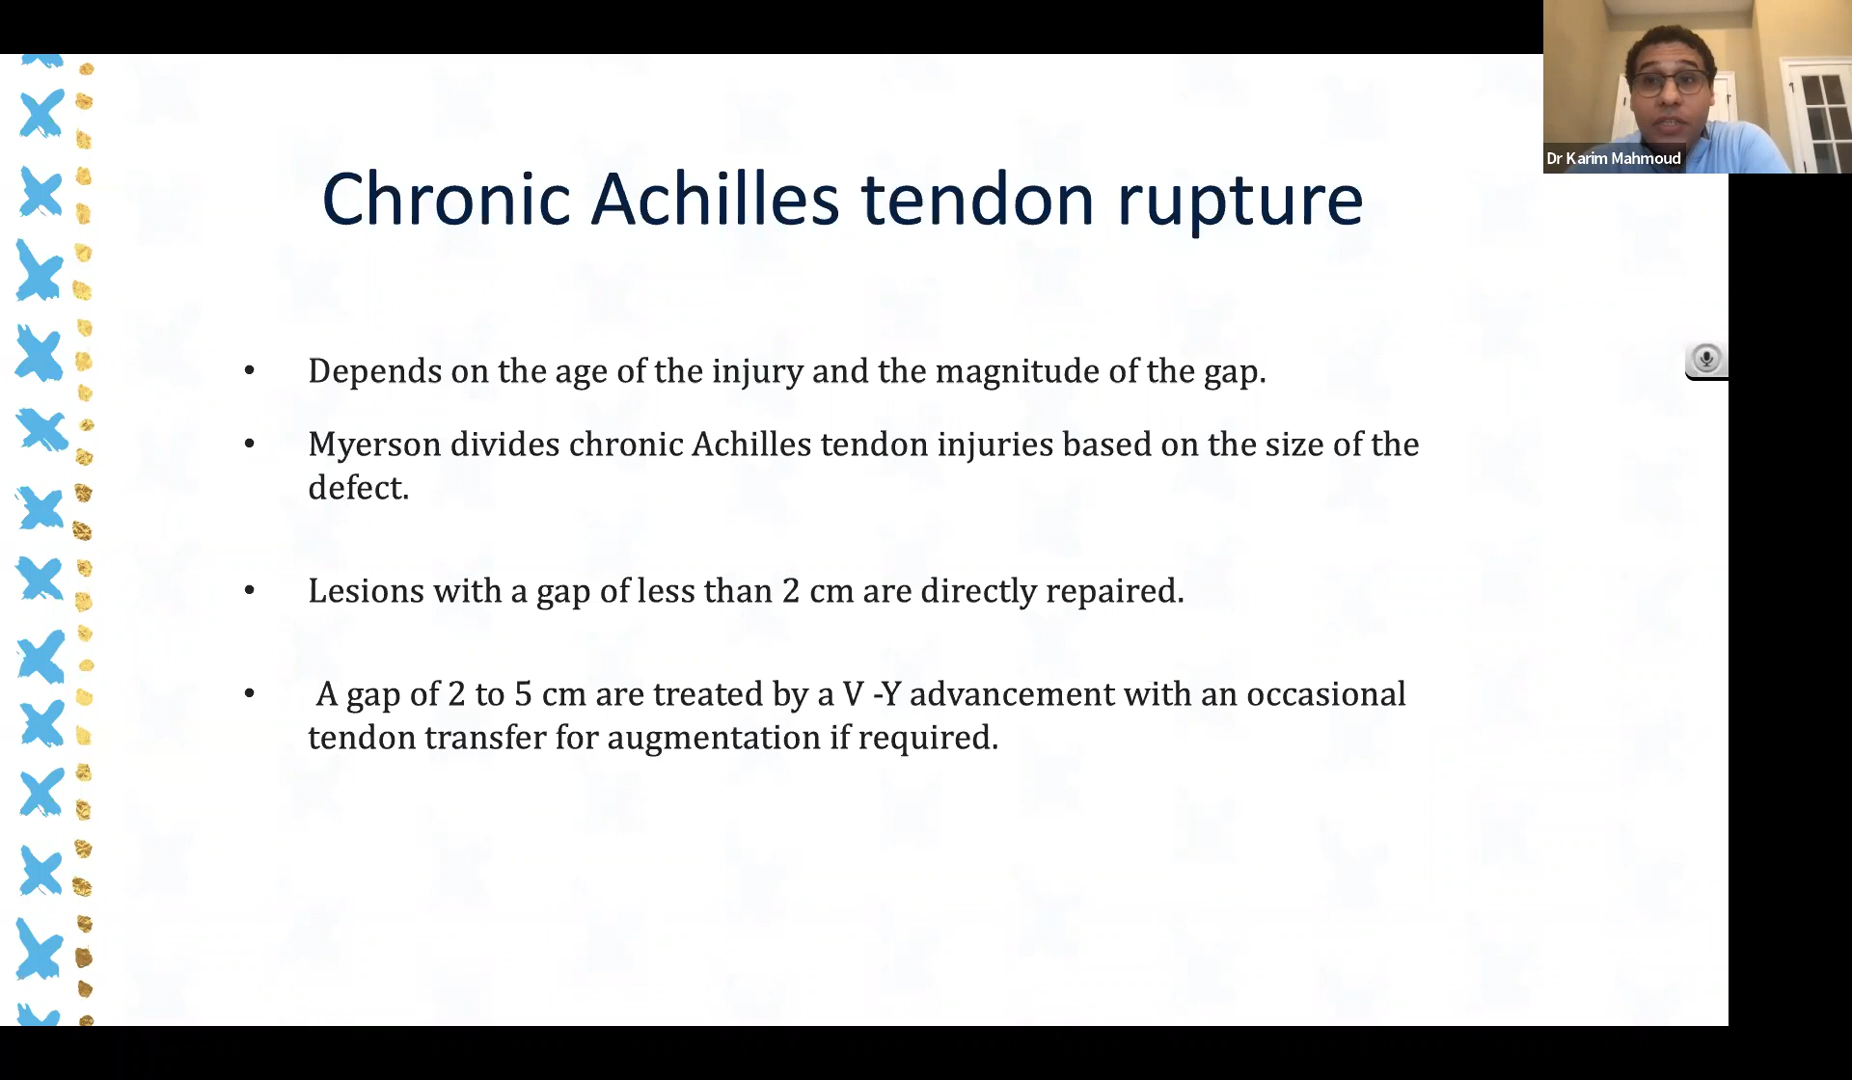 Dr Karim Mahmoud
Chronic Achilles tendon rupture
• Depends on the age of the injury and the magnitude of the gap.
• Myerson divides chronic Achilles tendon injuries based on the size of the
defect.
• Lesions with a gap of less than 2 cm are directly repaired.
• A gap of 2 to 5 cm are treated by a V -Y advancement with an occasional
tendon transfer for augmentation if required.